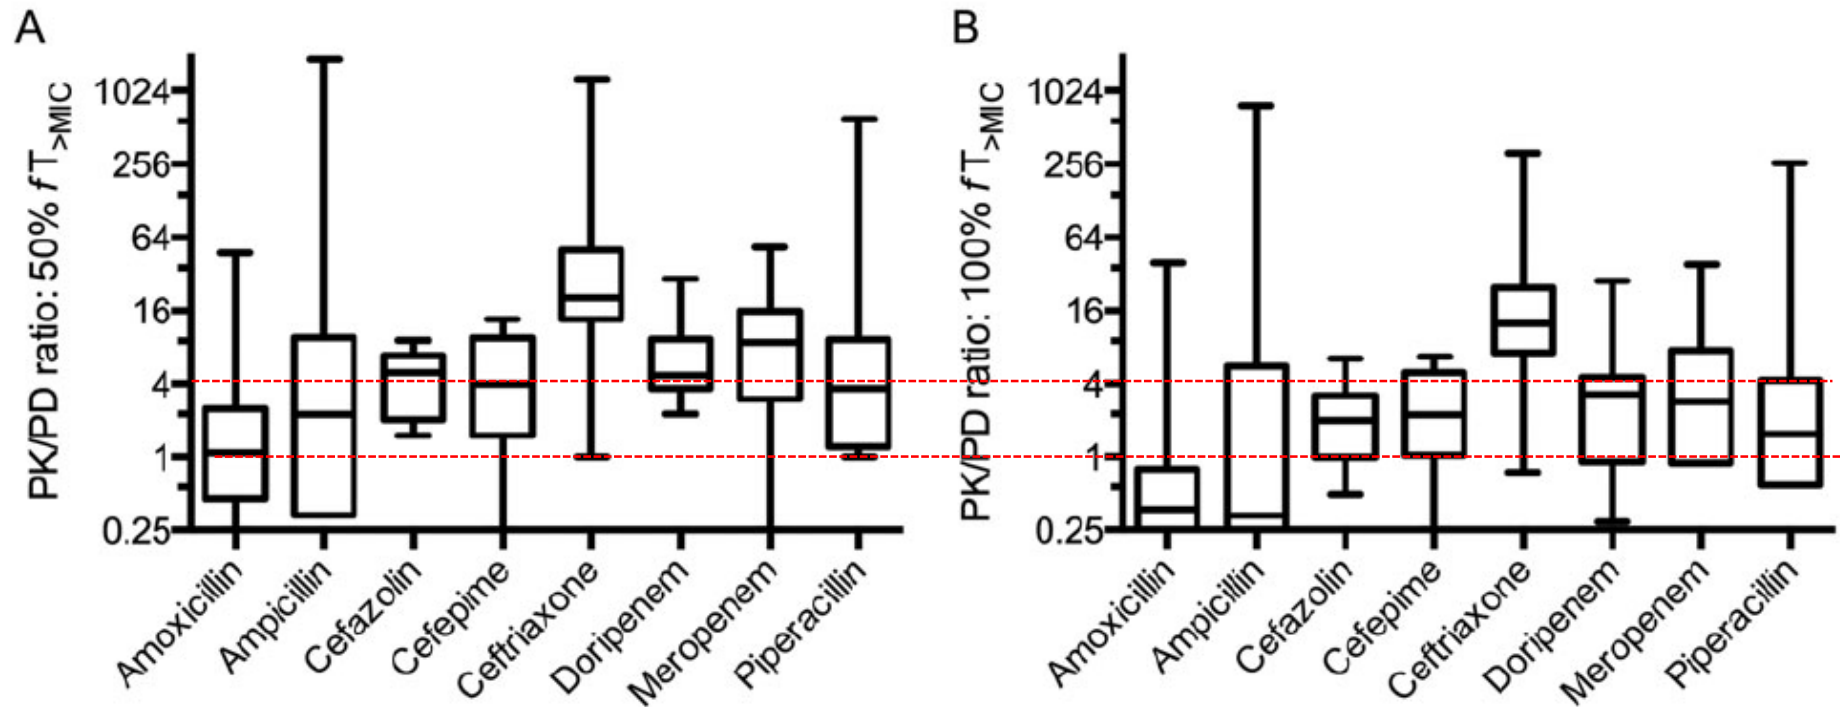 A
PK/PD ratio: 50% fT>MIC
1024
256
64
16
4
1
0.25
Amoxicillin
Ampicillin
Cefazolin
Cefepime
Ceftriaxone
Doripenem
Meropenem
Piperacillin
B
PK/PD ratio: 100% fT>MIC
1024
256
64
16
4
1
0.25
Amoxicillin
Ampicillin
Cefazolin
Cefepime
Ceftriaxone
Doripenem
Meropenem
Piperacillin